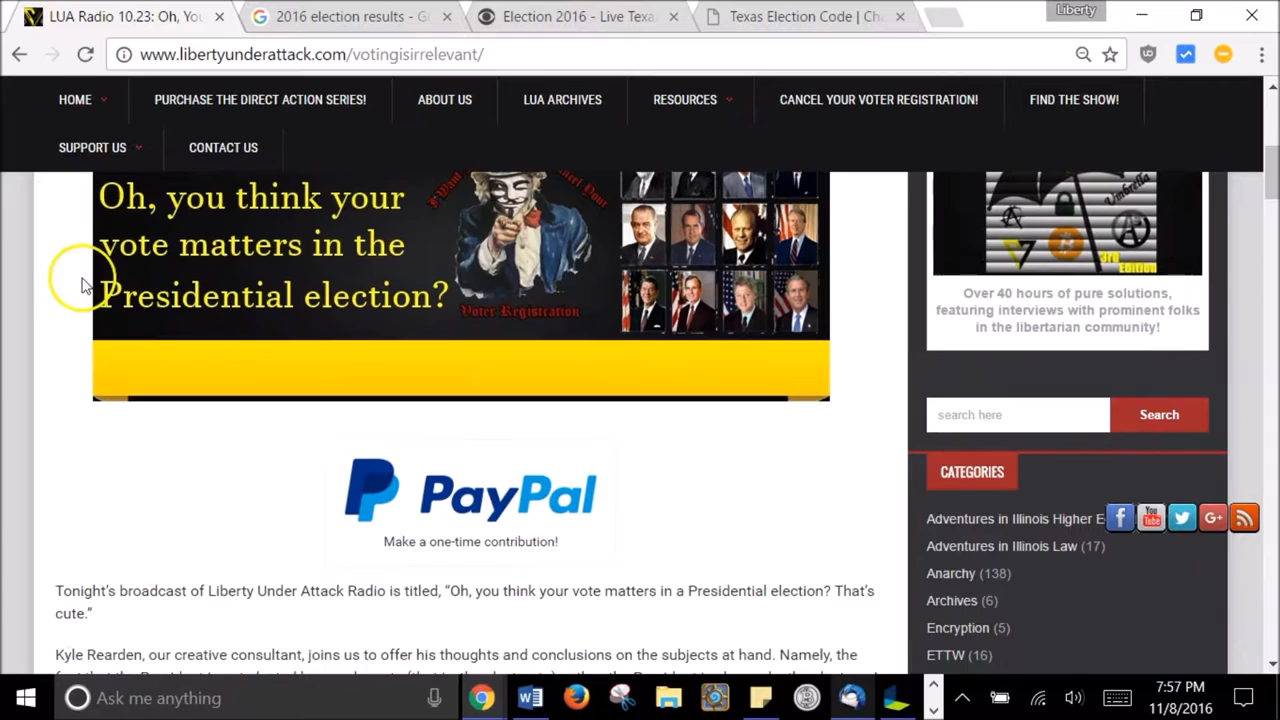 LUA Radio 10.23: Oh, You
2016 election results - Go
Election 2016 - Live Texa
Texas Election Code | Cha
Liberty
www.libertyunderattack.com/votingisirrelevant/
HOME
PURCHASE THE DIRECT ACTION SERIES!
ABOUT US
LUA ARCHIVES
RESOURCES
CANCEL YOUR VOTER REGISTRATION!
FIND THE SHOW!
SUPPORT US
CONTACT US
Oh, you think your
vote matters in the
Presidential election?
Voter Registration
Umbrella
3rd
Edition
Over 40 hours of pure solutions,
featuring interviews with prominent folks
in the libertarian community!
search here
Search
CATEGORIES
Adventures in Illinois Higher E
Adventures in Illinois Law (17)
Anarchy (138)
Archives (6)
Encryption (5)
ETTW (16)
PayPal
Make a one-time contribution!
Tonight’s broadcast of Liberty Under Attack Radio is titled, “Oh, you think your vote matters in a Presidential election? That’s
cute.”
Kyle Rearden, our creative consultant, joins us to offer his thoughts and conclusions on the subjects at hand. Namely, the
Ask me anything
7:57 PM
11/8/2016